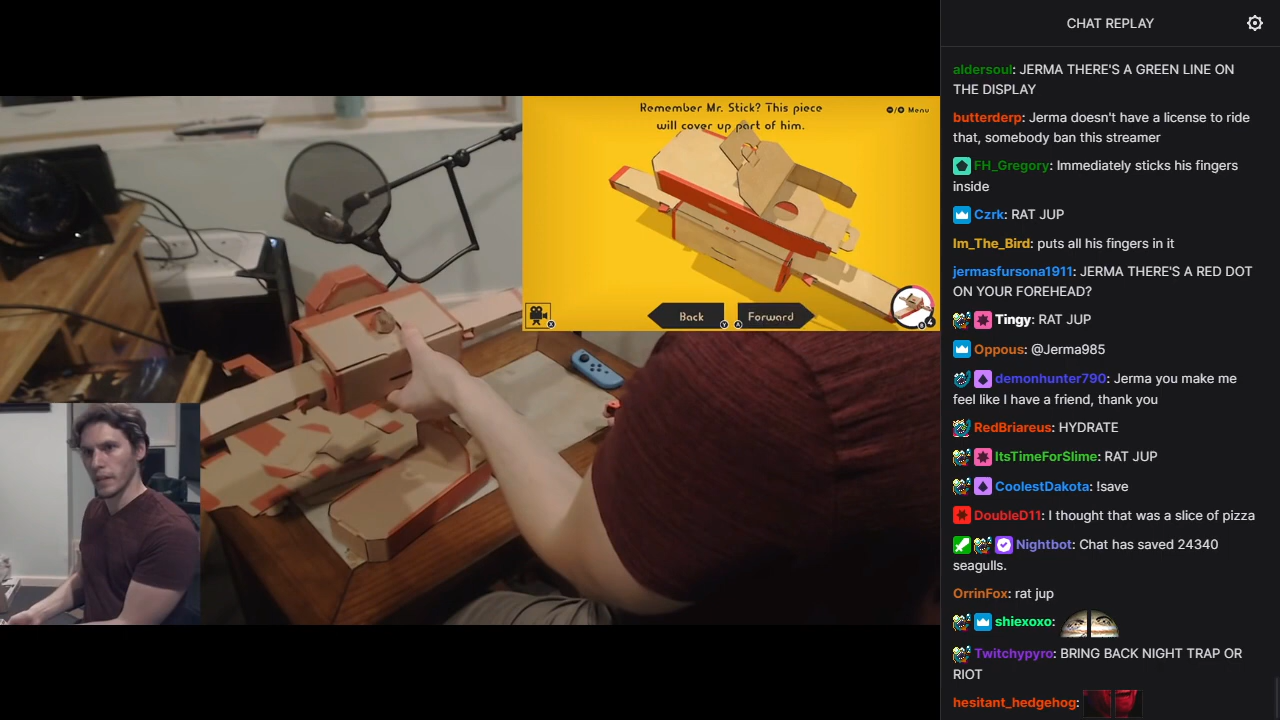 Remember Mr. Stick? This piece
will cover up part of him.
Menu
Back
Forward
CHAT REPLAY
aldersoul: JERMA THERE'S A GREEN LINE ON
THE DISPLAY
butterderp: Jerma doesn't have a license to ride
that, somebody ban this streamer
FH_Gregory: Immediately sticks his fingers
inside
Czrk: RAT JUP
Im_The_Bird: puts all his fingers in it
jermasfursona1911: JERMA THERE'S A RED DOT
ON YOUR FOREHEAD?
Tingy: RAT JUP
Oppous: @Jerma985
demonhunter790: Jerma you make me
feel like I have a friend, thank you
RedBriareus: HYDRATE
ItsTimeForSlime: RAT JUP
CoolestDakota: !save
DoubleD11: I thought that was a slice of pizza
Nightbot: Chat has saved 24340
seagulls.
OrrinFox: rat jup
shiexoxo:
Twitchypyro: BRING BACK NIGHT TRAP OR
RIOT
hesitant_hedgehog: